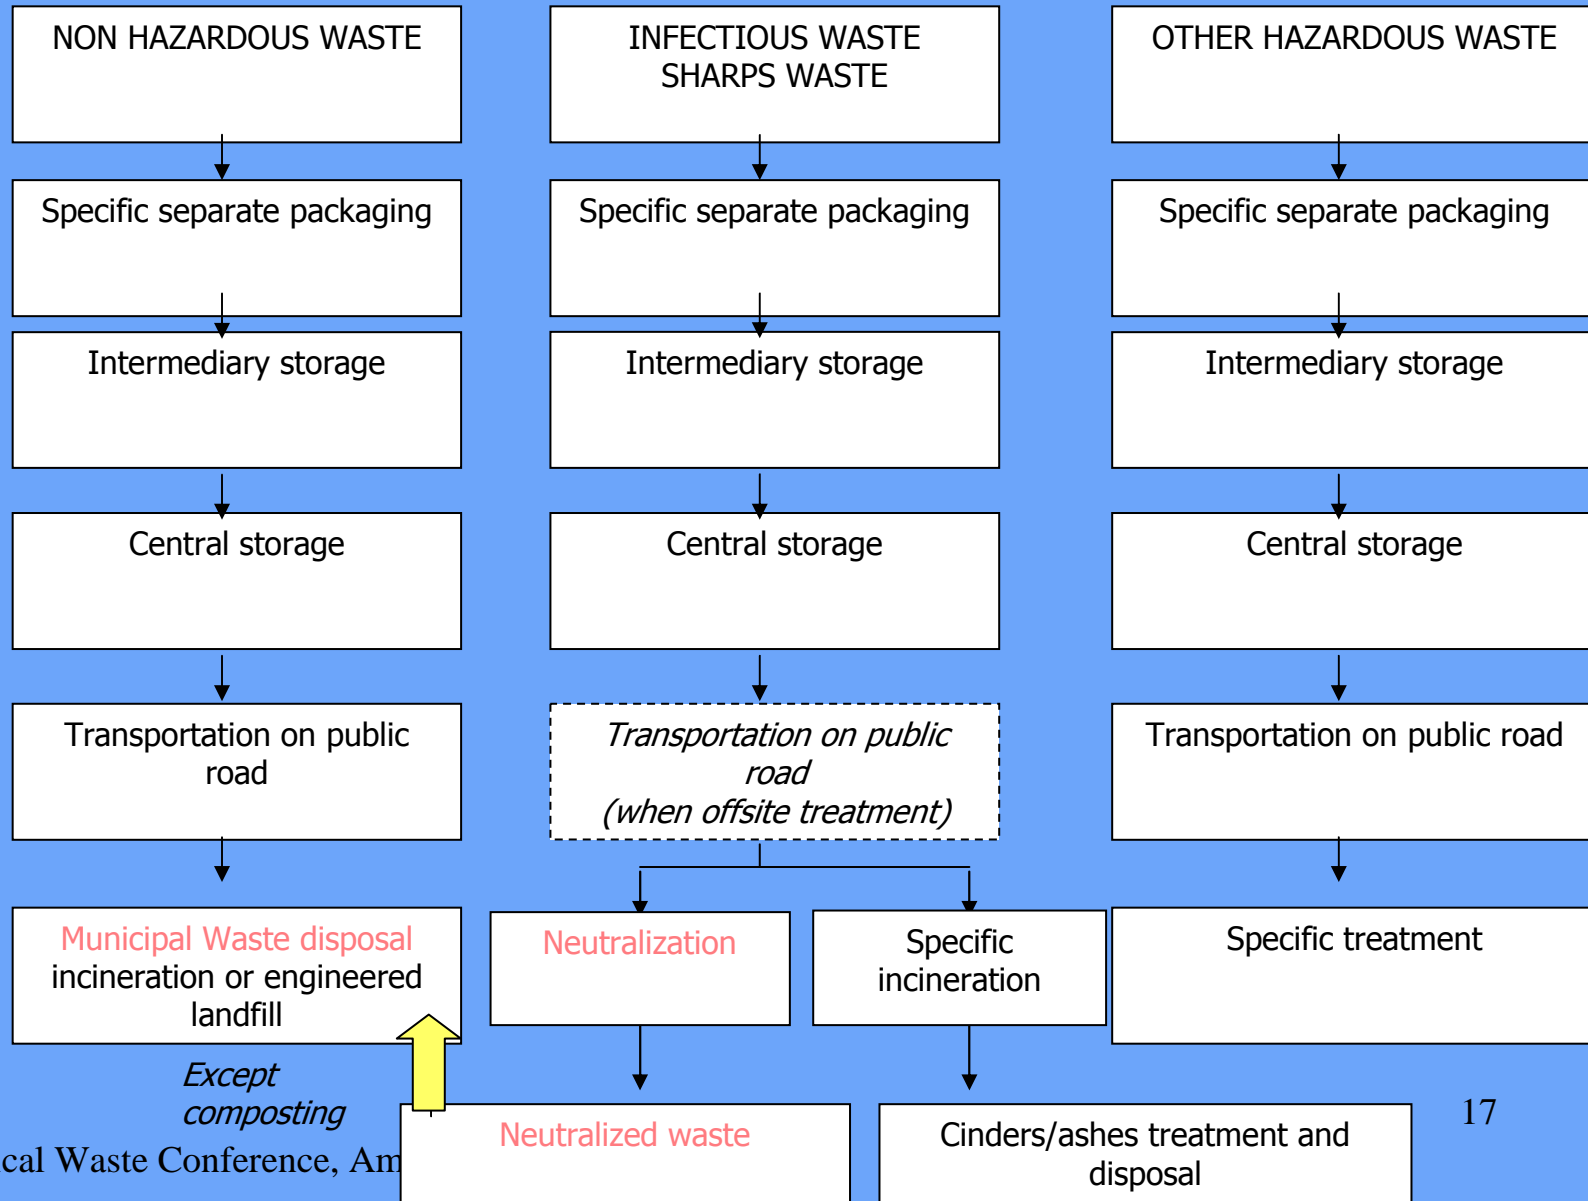 NON HAZARDOUS WASTE
INFECTIOUS WASTE
SHARPS WASTE
OTHER HAZARDOUS WASTE
Specific separate packaging
Specific separate packaging
Specific separate packaging
Intermediary storage
Intermediary storage
Intermediary storage
Central storage
Central storage
Central storage
Transportation on public
road
Transportation on public
road
(when offsite treatment)
Transportation on public road
Municipal Waste disposal
incineration or engineered
landfill
Neutralization
Specific
incineration
Specific treatment
Except
composting
Neutralized waste
Cinders/ashes treatment and
disposal
17
cal Waste Conference, Am